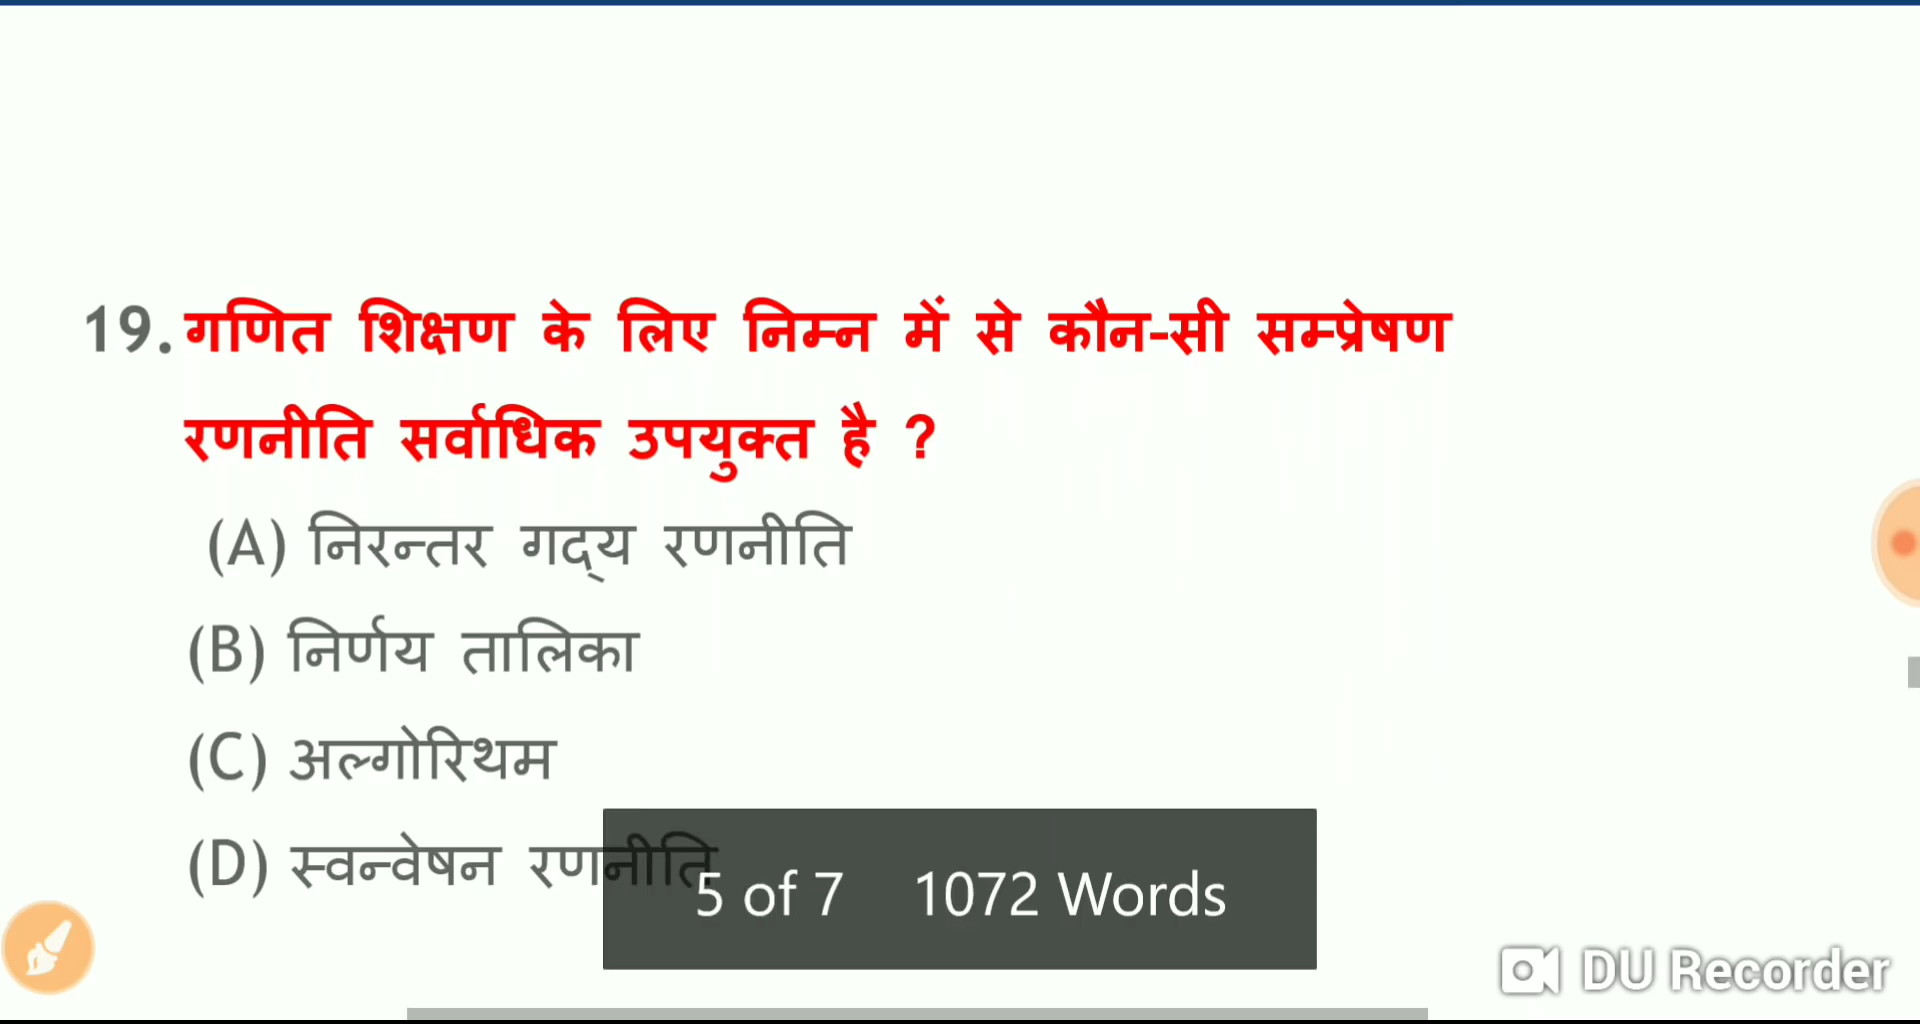 19. गणित शिक्षण के लिए निम्न में से कौन-सी सम्प्रेषण
रणनीति सर्वाधिक उपयुक्त है ?
(A) निरन्तर गद्य रणनीति
(B) निर्णय तालिका
(C) अल्गोरिथम
(D) स्वन्वेषन रणनीति
5 of 7 1072 Words
DU Recorder